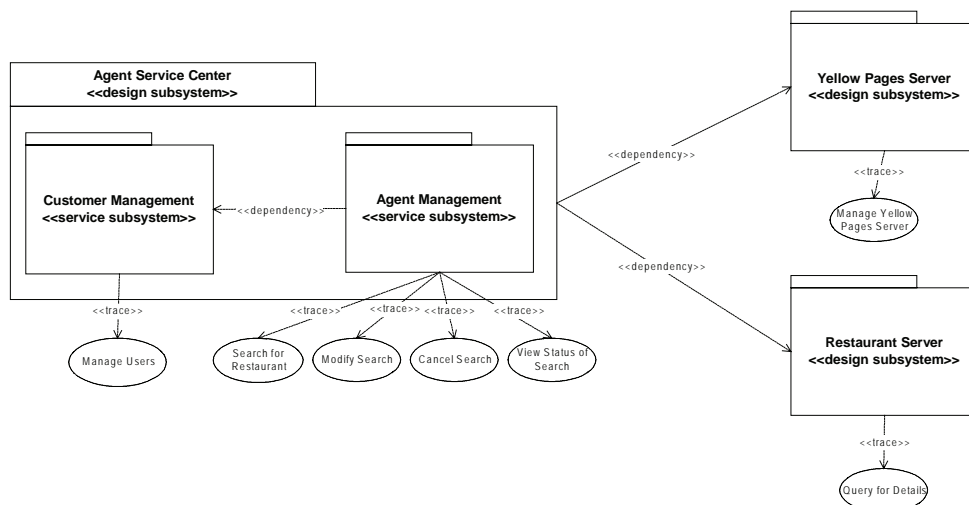 Agent Service Center
<<design subsystem>>
Yellow Pages Server
<<design subsystem>>
<<dependency>>
<<trace>>
Customer Management
<<service subsystem>>
<<dependency>>
Agent Management
<<service subsystem>>
Manage Yellow
Pages Server
<<dependency>>
<<trace>>
<<trace>>
<<trace>>
<<trace>>
<<trace>>
Manage Users
Search for
Restaurant
Modify Search
Cancel Search
View Status of
Search
Restaurant Server
<<design subsystem>>
<<trace>>
Query for Details